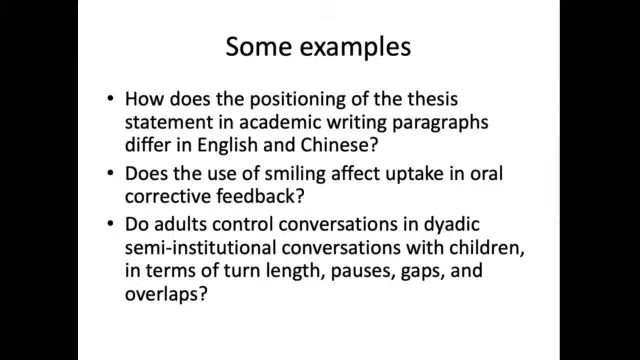 Some examples
• How does the positioning of the thesis
statement in academic writing paragraphs
differ in English and Chinese?
• Does the use of smiling affect uptake in oral
corrective feedback?
• Do adults control conversations in dyadic
semi-institutional conversations with children,
in terms of turn length, pauses, gaps, and
overlaps?